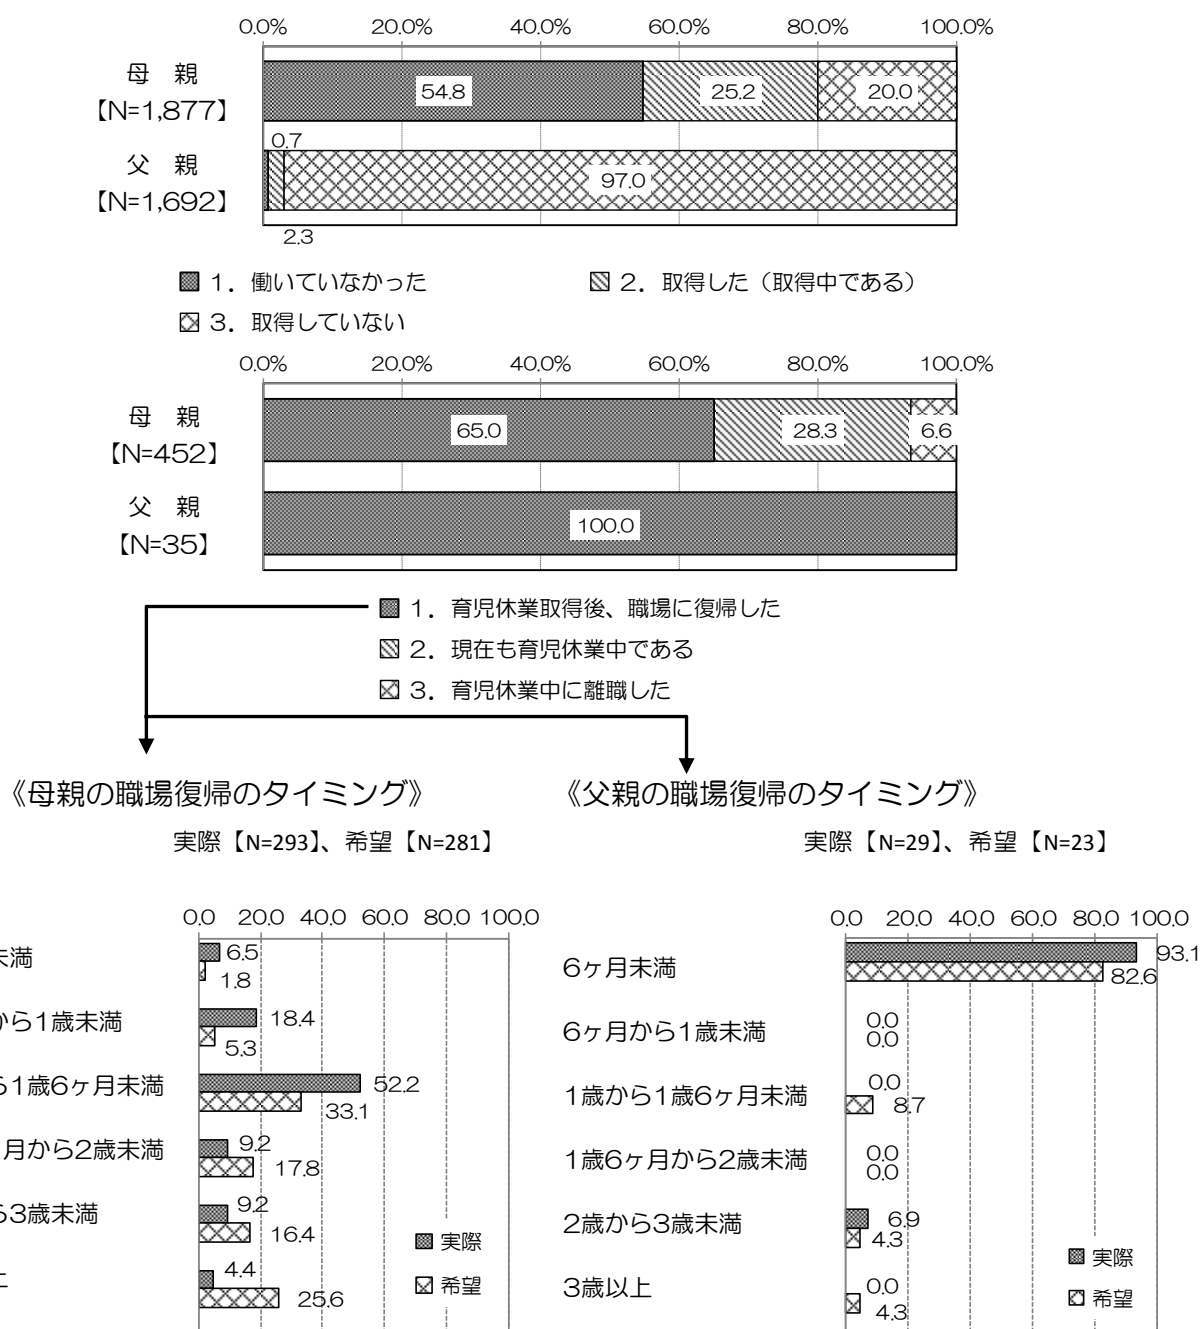 0.0% 20.0% 40.0% 60.0% 80.0% 100.0%
母 親
【N=1,877】
54.8 25.2 20.0
0.7
父 親
【N=1,692】
97.0
2.3
1. 働いていなかった 2. 取得した（取得中である）
3. 取得していない
0.0% 20.0% 40.0% 60.0% 80.0% 100.0%
母 親
【N=452】
65.0 28.3 6.6
父 親
【N=35】
100.0
1. 育児休業取得後、職場に復帰した
2. 現在も育児休業中である
3. 育児休業中に離職した
《母親の職場復帰のタイミング》
実際【N=293】、希望【N=281】
0.0 20.0 40.0 60.0 80.0 100.0
未満 6.5
1.8
から1歳未満 18.4
5.3
ら1歳6ヶ月未満 52.2
33.1
月から2歳未満 9.2
17.8
ら3歳未満 9.2
16.4
4.4
25.6
実際
希望
《父親の職場復帰のタイミング》
実際【N=29】、希望【N=23】
0.0 20.0 40.0 60.0 80.0 100.0
6ヶ月未満 93.1
82.6
6ヶ月から1歳未満 0.0
0.0
1歳から1歳6ヶ月未満 0.0
8.7
1歳6ヶ月から2歳未満 0.0
0.0
2歳から3歳未満 6.9
4.3
3歳以上 0.0
4.3
実際
希望